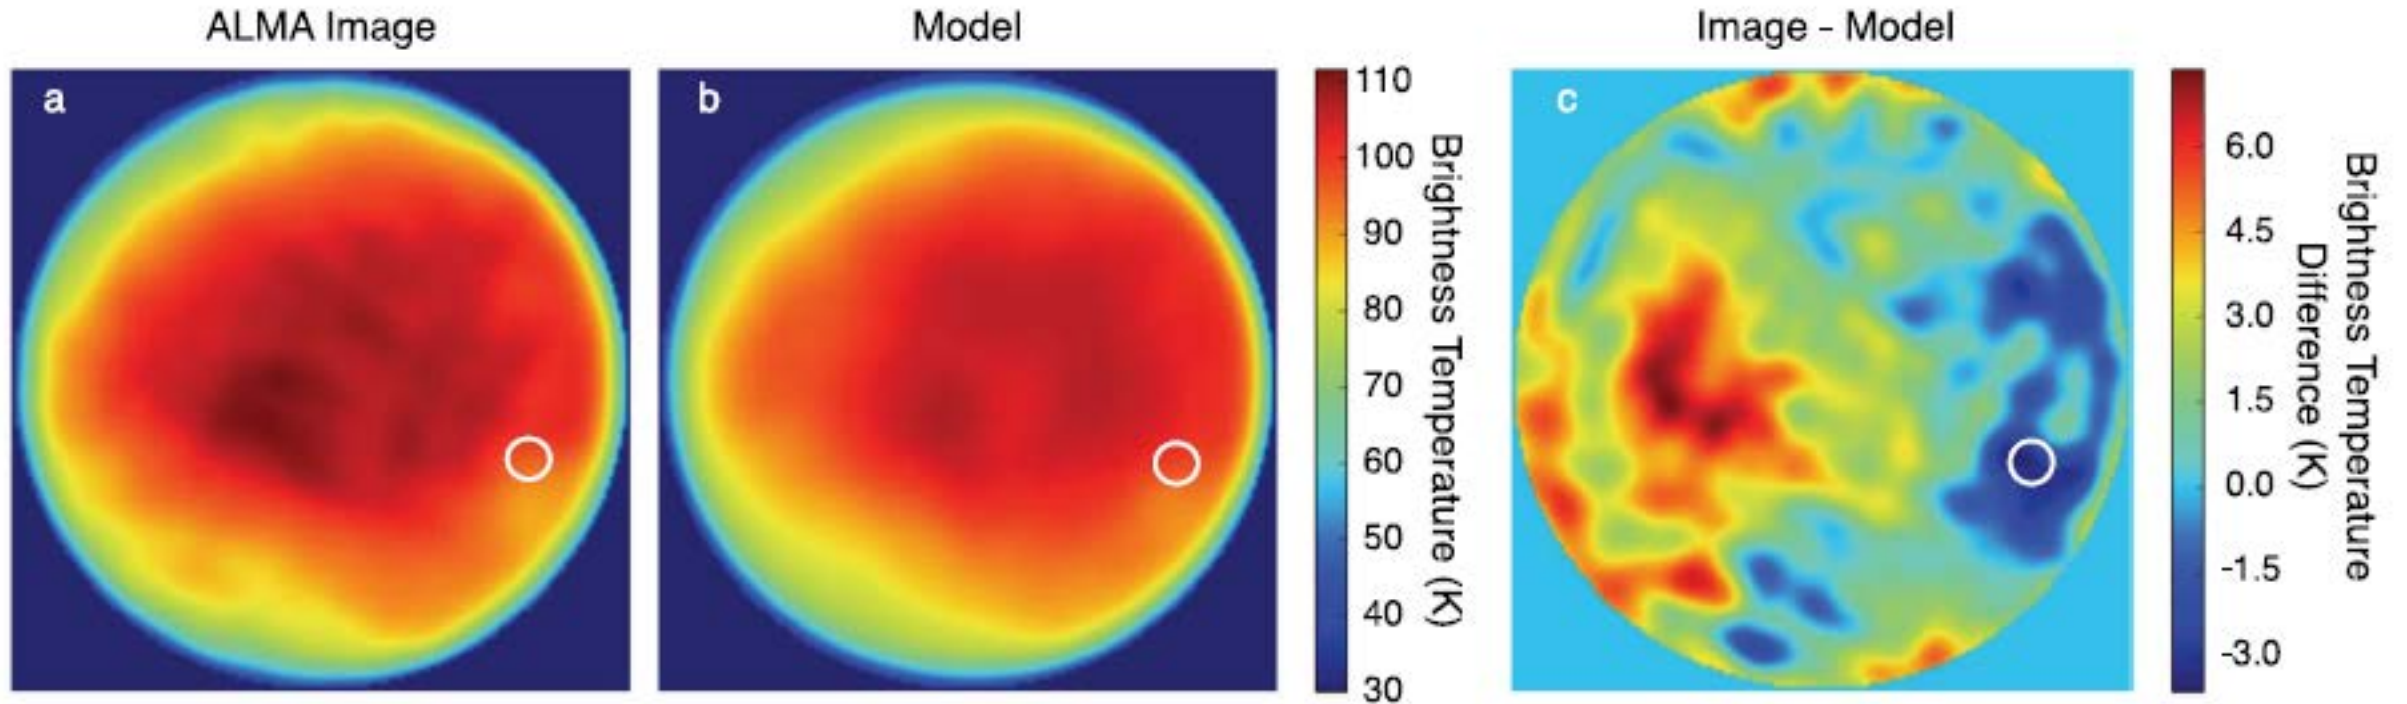 ALMA Image
Model
Image - Model
a
b
c
110
100
90
80
70
60
50
40
30
Brightness Temperature (K)
6.0
4.5
3.0
1.5
0.0
-1.5
-3.0
Brightness Temperature
Difference (K)